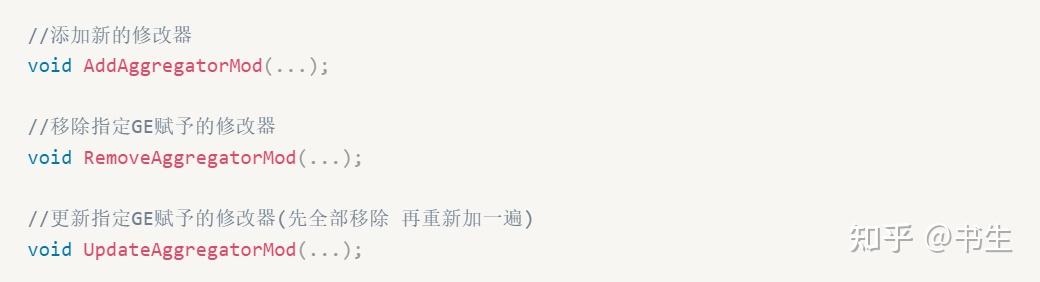 //添加新的修改器
void AddAggregatorMod(...);
//移除指定GE赋予的修改器
void RemoveAggregatorMod(...);
//更新指定GE赋予的修改器(先全部移除 再重新加一遍)
void UpdateAggregatorMod(...);
知乎 @书生